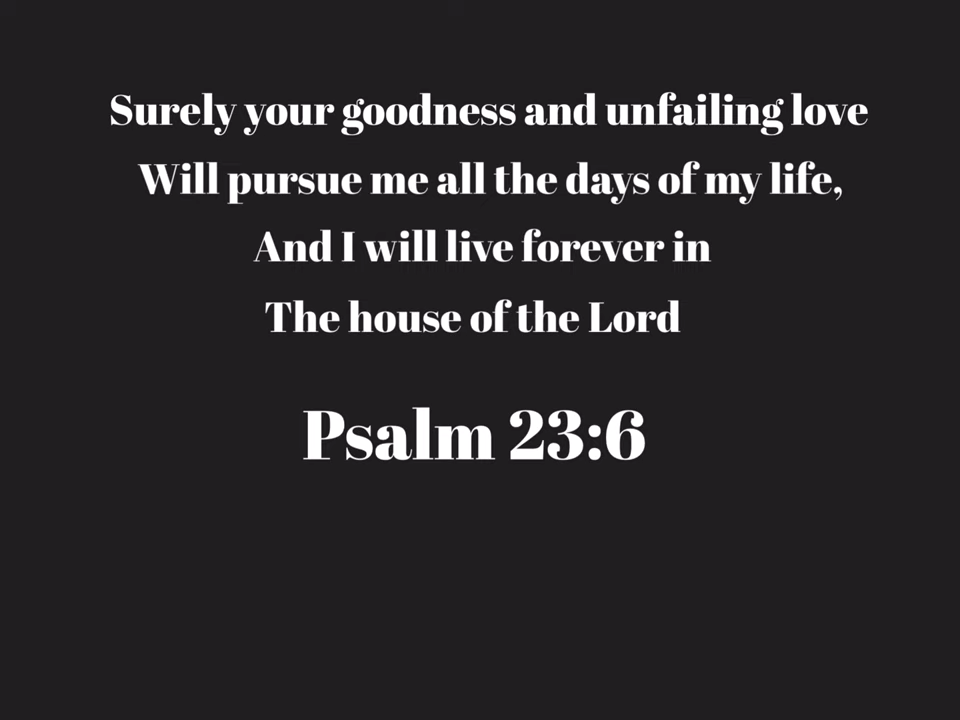 Surely your goodness and unfailing love
Will pursue me all the days of my life,
And I will live forever in
The house of the Lord
Psalm 23:6